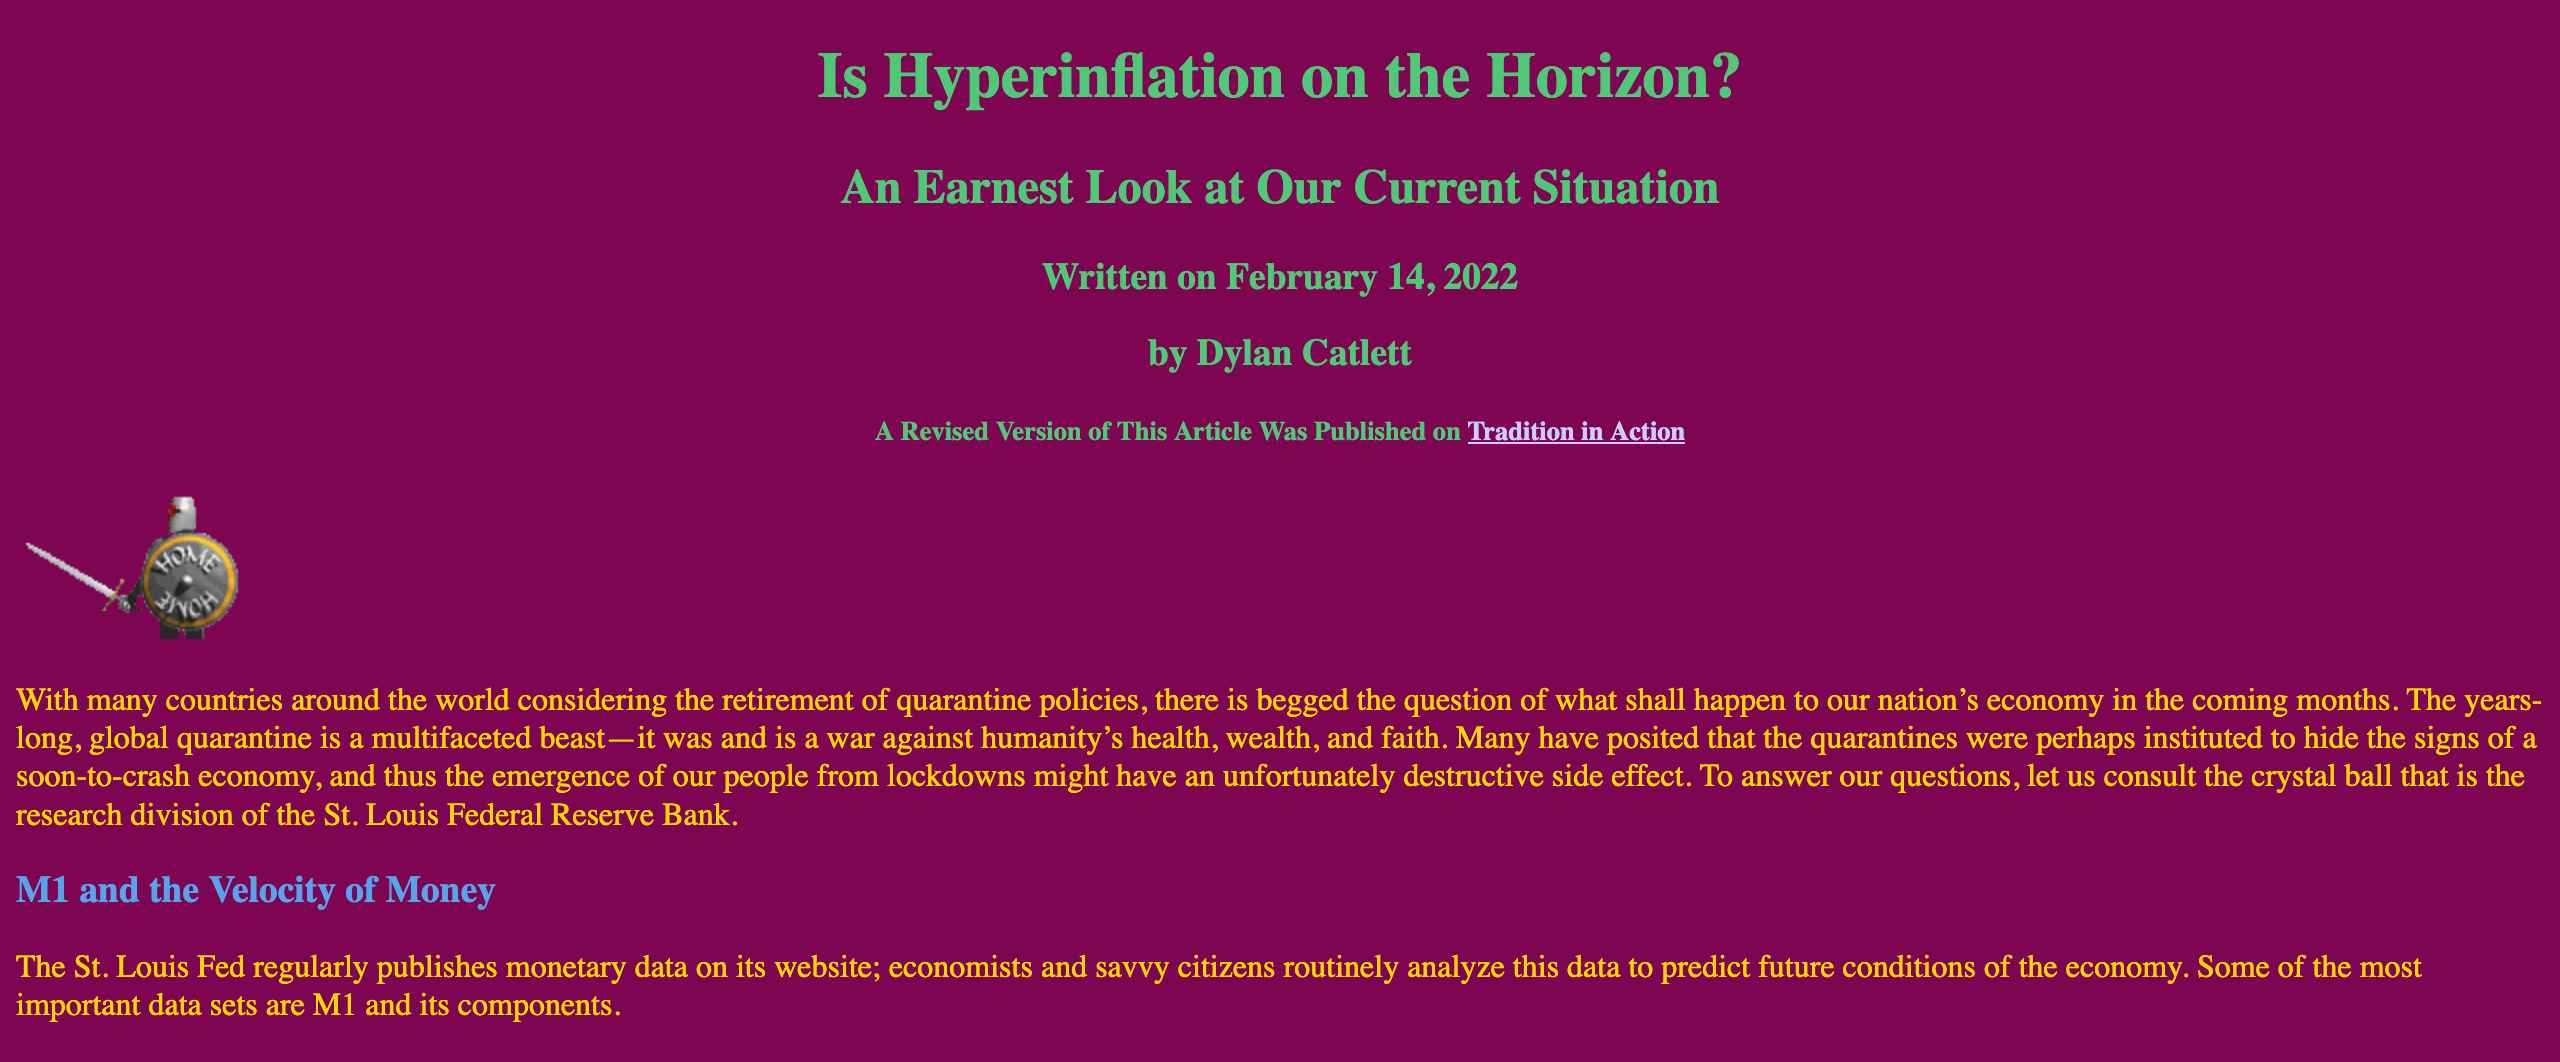 Is Hyperinflation on the Horizon?
An Earnest Look at Our Current Situation
Written on February 14, 2022
by Dylan Catlett
A Revised Version of This Article Was Published on Tradition in Action
HOME
HOME
With many countries around the world considering the retirement of quarantine policies, there is begged the question of what shall happen to our nation’s economy in the coming months. The years-
long, global quarantine is a multifaceted beast—it was and is a war against humanity’s health, wealth, and faith. Many have posited that the quarantines were perhaps instituted to hide the signs of a
soon-to-crash economy, and thus the emergence of our people from lockdowns might have an unfortunately destructive side effect. To answer our questions, let us consult the crystal ball that is the
research division of the St. Louis Federal Reserve Bank.
M1 and the Velocity of Money
The St. Louis Fed regularly publishes monetary data on its website; economists and savvy citizens routinely analyze this data to predict future conditions of the economy. Some of the most
important data sets are M1 and its components.